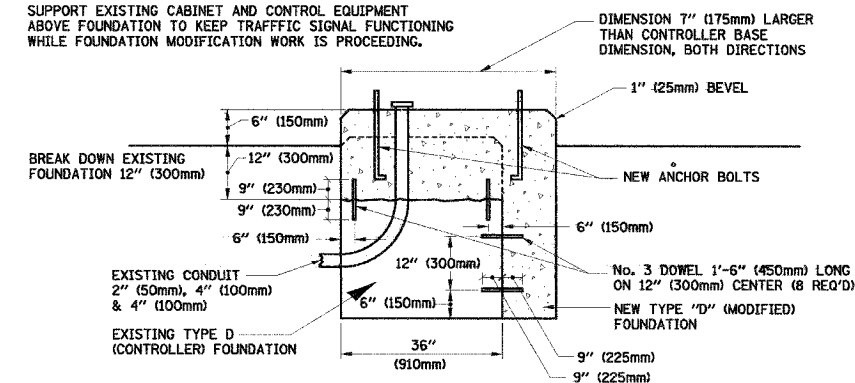 SUPPORT EXISTING CABINET AND CONTROL EQUIPMENT
ABOVE FOUNDATION TO KEEP TRAFFFIC SIGNAL FUNCTIONING
WHILE FOUNDATION MODIFICATION WORK IS PROCEEDING.
DIMENSION 7" (175mm) LARGER
THAN CONTROLLER BASE
DIMENSION, BOTH DIRECTIONS
1" (25mm) BEVEL
6" (150mm)
BREAK DOWN EXISTING
FOUNDATION 12" (300mm)
12" (300mm)
9" (230mm)
9" (230mm)
6" (150mm)
NEW ANCHOR BOLTS
6" (150mm)
12" (300mm)
6" (150mm)
EXISTING CONDUIT
2" (50mm), 4" (100mm)
& 4" (100mm)
No. 3 DOWEL 1'-6" (450mm) LONG
ON 12" (300mm) CENTER (8 REQ'D)
NEW TYPE "D" (MODIFIED)
FOUNDATION
EXISTING TYPE D
(CONTROLLER) FOUNDATION
36"
(910mm)
9" (225mm)
9" (225mm)